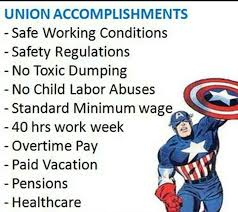 UNION ACCOMPLISHMENTS
- Safe Working Conditions
- Safety Regulations
- No Toxic Dumping
- No Child Labor Abuses
- Standard Minimum wage
- 40 hrs work week
- Overtime Pay
- Paid Vacation
- Pensions
- Healthcare